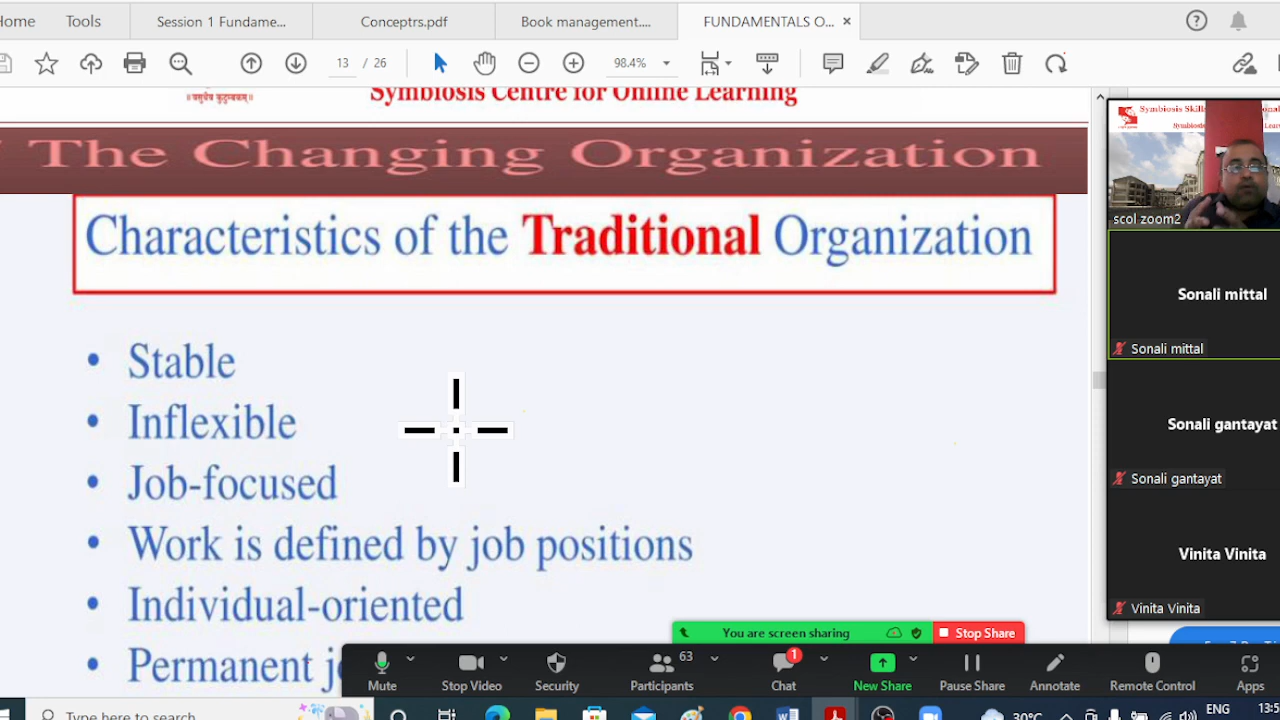 Home Tools Session 1 Fundame... Conceptrs.pdf Book management.... FUNDAMENTALS O... ×
13 / 26 98.4%
॥वसुधैव कुटुम्बकम्॥ Symbiosis Centre for Online Learning
The Changing Organization
Characteristics of the Traditional Organization
• Stable
• Inflexible
• Job-focused
• Work is defined by job positions
• Individual-oriented
• Permanent
Symbiosis Skills
scol zoom2
Sonali mittal
Sonali mittal
Sonali gantayat
Sonali gantayat
Vinita Vinita
Vinita Vinita
You are screen sharing Stop Share
63 1
Mute Stop Video Security Participants Chat New Share Pause Share Annotate Remote Control Apps
Type here to search 30°C ENG